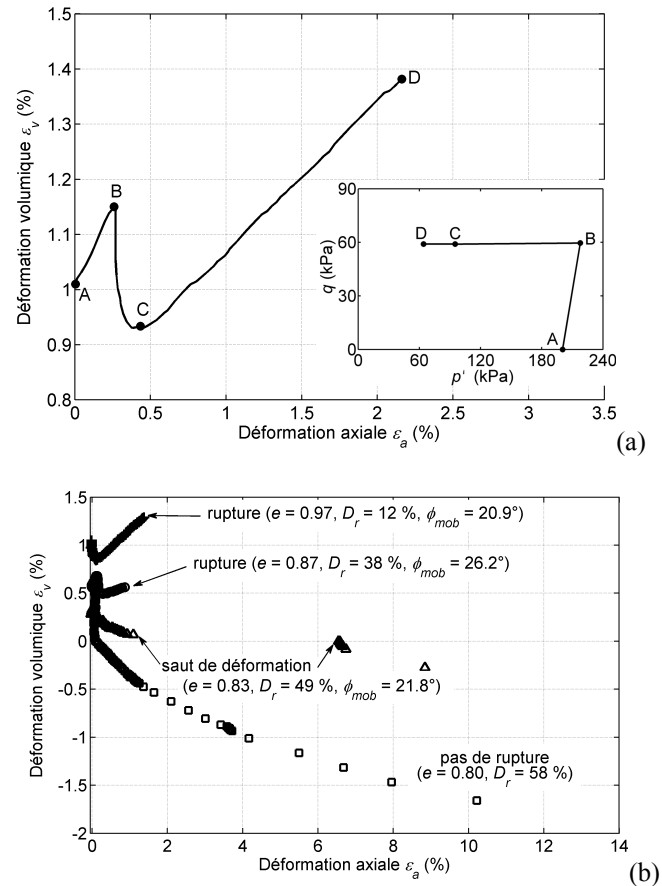 1.5
1.4
1.3
1.2
1.1
1
0.9
0.8
Déformation volumique εv (%)
A
B
C
D
90
60
30
0
q (kPa)
D
C
B
A
0
60
120
180
240
p' (kPa)
0
0.5
1
1.5
2
2.5
3
3.5
Déformation axiale εa (%)
(a)
1.5
1
0.5
0
-0.5
-1
-1.5
-2
Déformation volumique εv (%)
rupture (e = 0.97, Dr = 12 %, ϕmob = 20.9°)
rupture (e = 0.87, Dr = 38 %, ϕmob = 26.2°)
saut de déformation
(e = 0.83, Dr = 49 %, ϕmob = 21.8°)
pas de rupture
(e = 0.80, Dr = 58 %)
0
2
4
6
8
10
12
14
Déformation axiale εa (%)
(b)